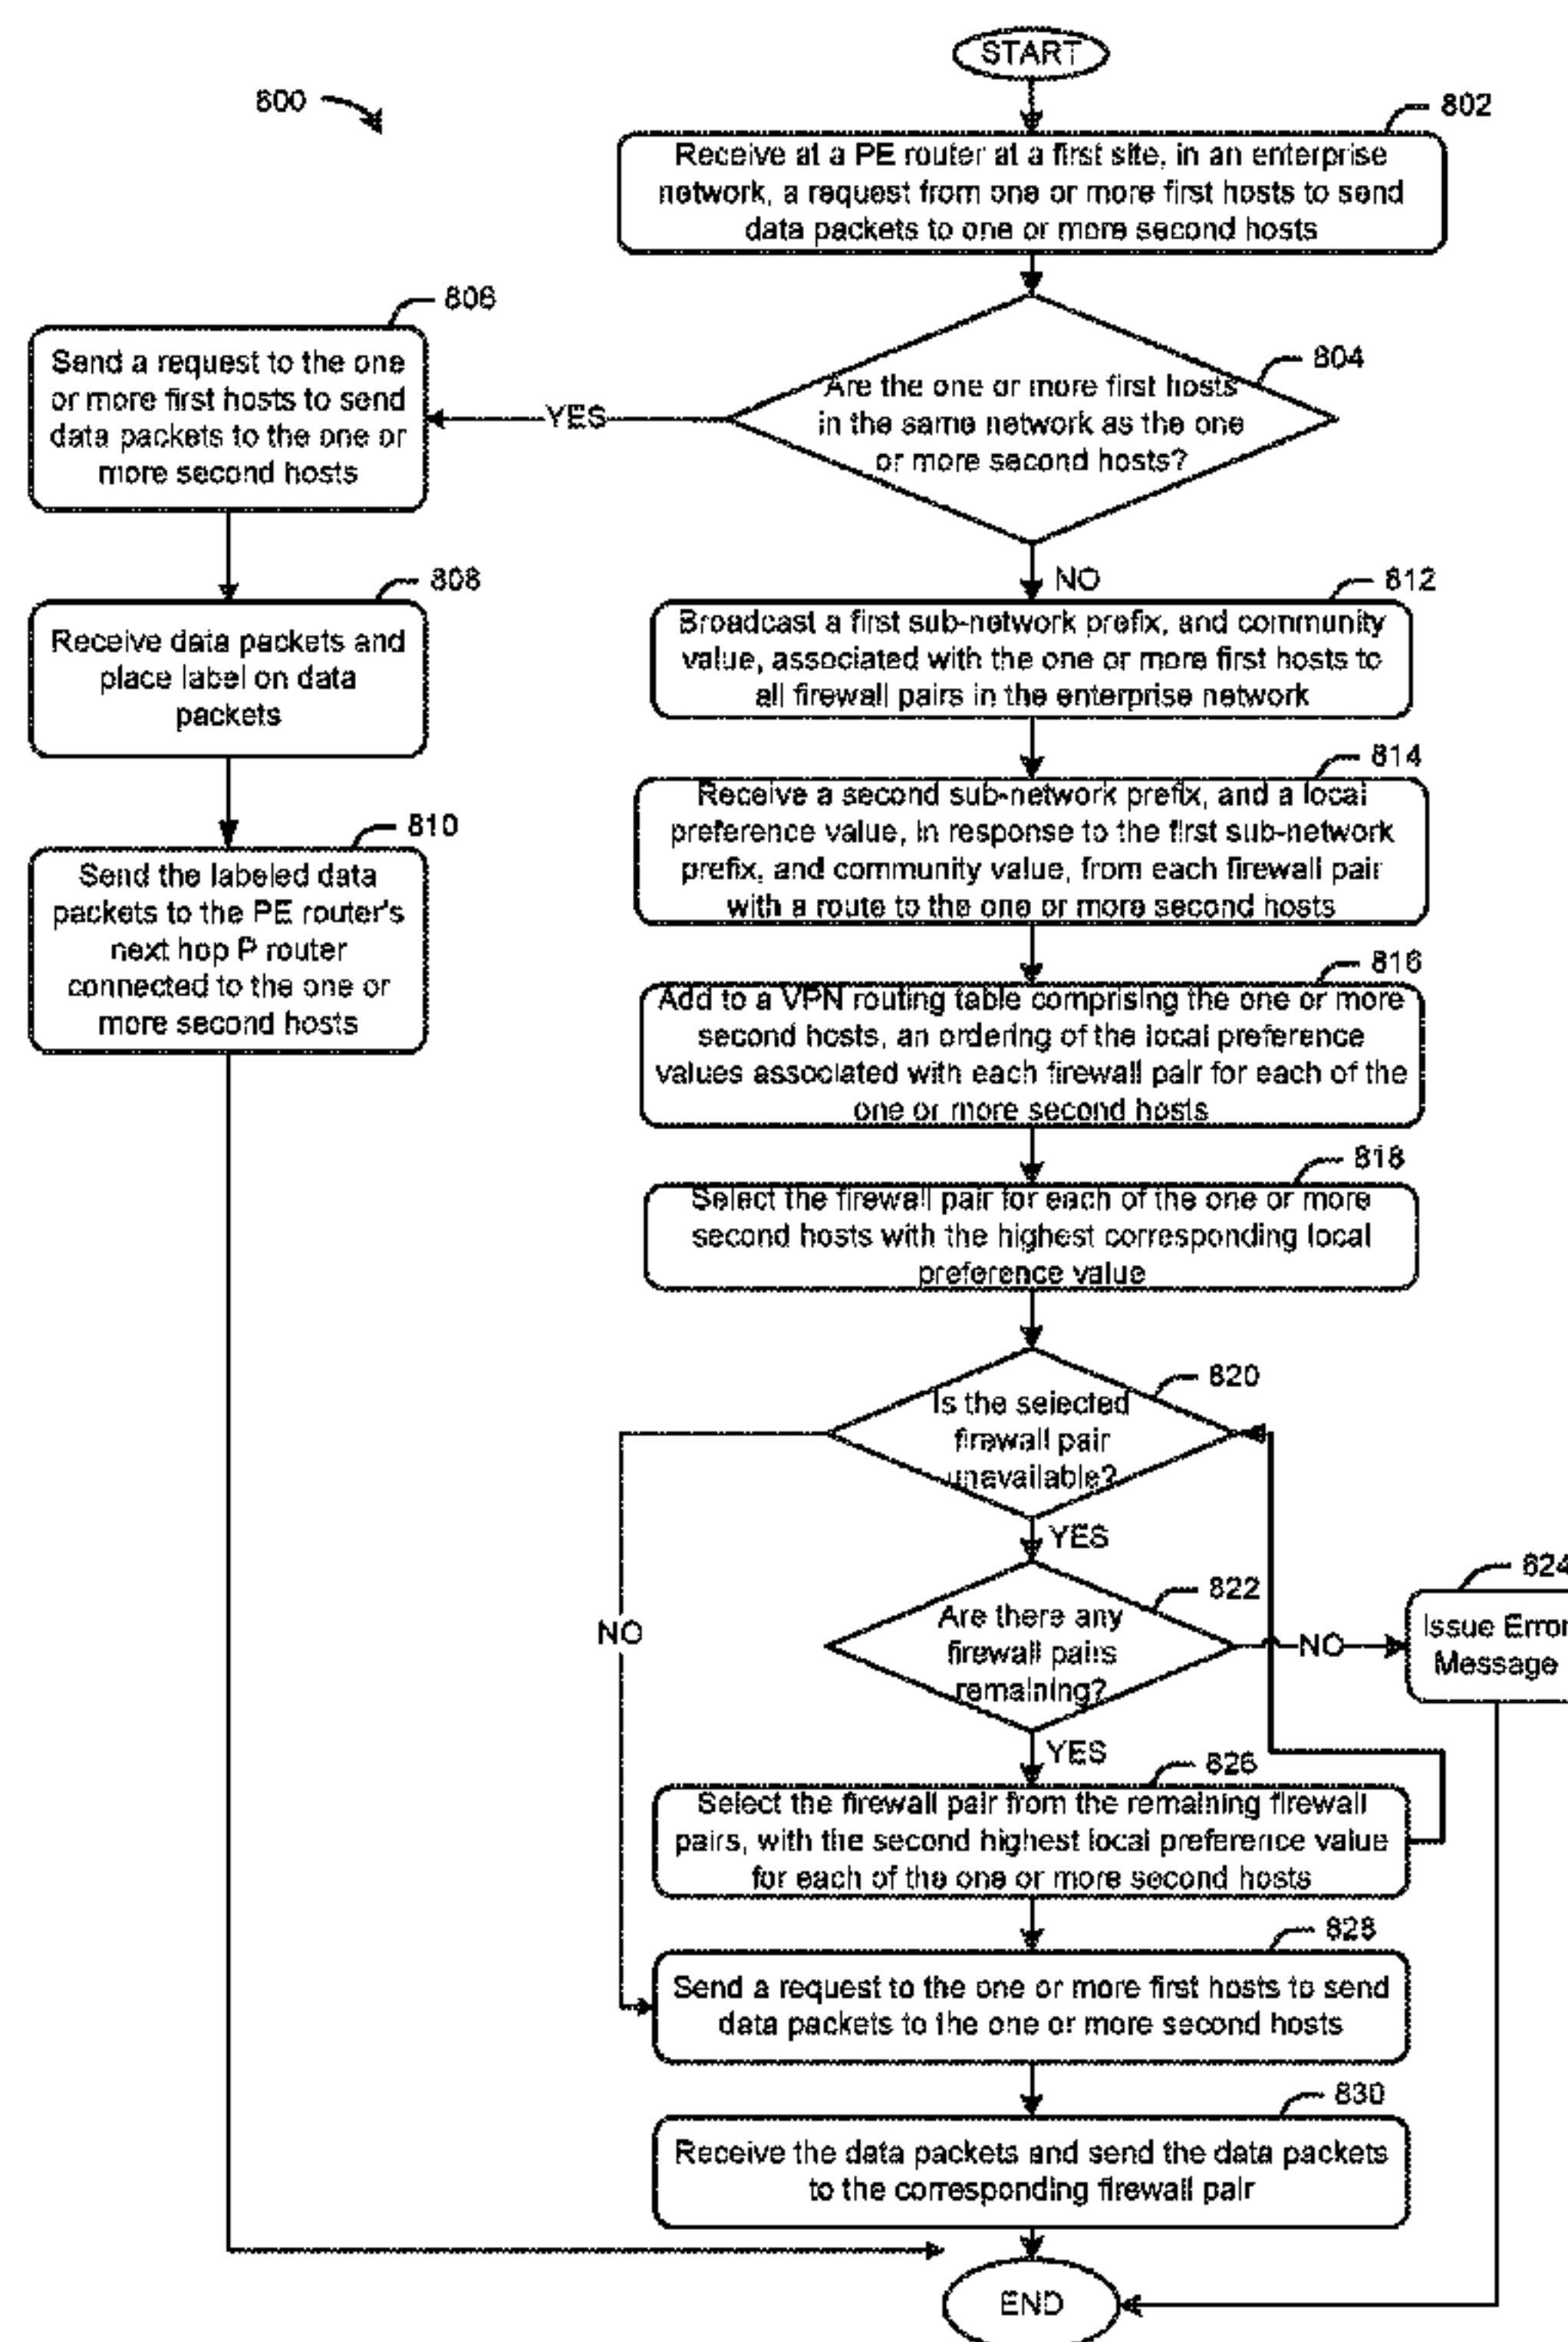 START
800
802
Receive at a PE router at a first site, in an enterprise
network, a request from one or more first hosts to send
data packets to one or more second hosts
804
Are the one or more first hosts
in the same network as the one
or more second hosts?
YES
806
Send a request to the one
or more first hosts to send
data packets to the one or
more second hosts
808
Receive data packets and
place label on data
packets
810
Send the labeled data
packets to the PE router's
next hop P router
connected to the one or
more second hosts
NO
812
Broadcast a first sub-network prefix, and community
value, associated with the one or more first hosts to
all firewall pairs in the enterprise network
814
Receive a second sub-network prefix, and a local
preference value, in response to the first sub-network
prefix, and community value, from each firewall pair
with a route to the one or more second hosts
816
Add to a VPN routing table comprising the one or more
second hosts, an ordering of the local preference
values associated with each firewall pair for each of the
one or more second hosts
818
Select the firewall pair for each of the one or more
second hosts with the highest corresponding local
preference value
820
Is the selected
firewall pair
unavailable?
YES
NO
822
Are there any
firewall pairs
remaining?
NO
824
Issue Error
Message
YES
826
Select the firewall pair from the remaining firewall
pairs, with the second highest local preference value
for each of the one or more second hosts
828
Send a request to the one or more first hosts to send
data packets to the one or more second hosts
830
Receive the data packets and send the data packets
to the corresponding firewall pair
END